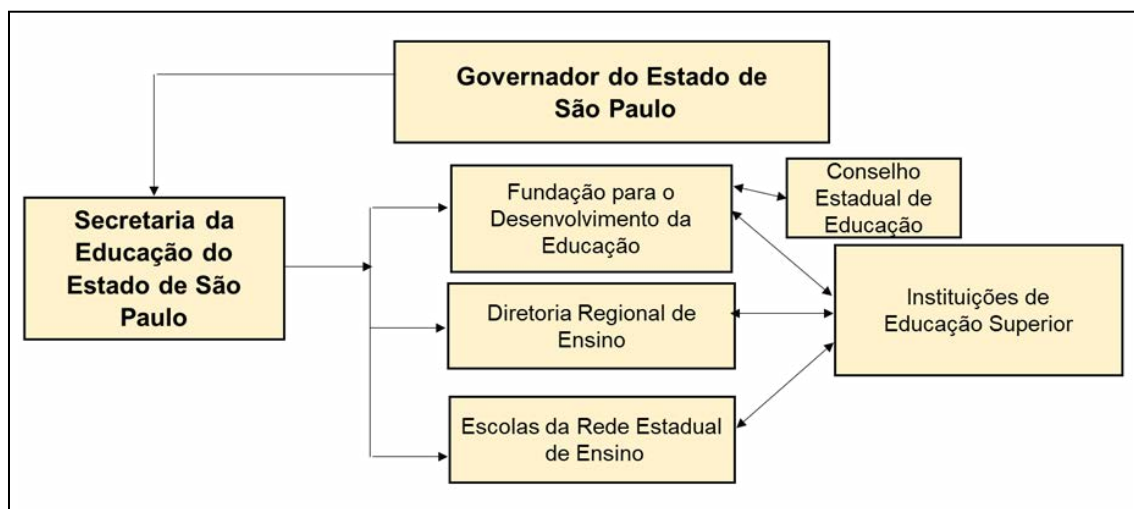 Governador do Estado de
São Paulo
Secretaria da
Educação do
Estado de São
Paulo
Fundação para o
Desenvolvimento da
Educação
Conselho
Estadual de
Educação
Diretoria Regional de
Ensino
Instituições de
Educação Superior
Escolas da Rede Estadual
de Ensino